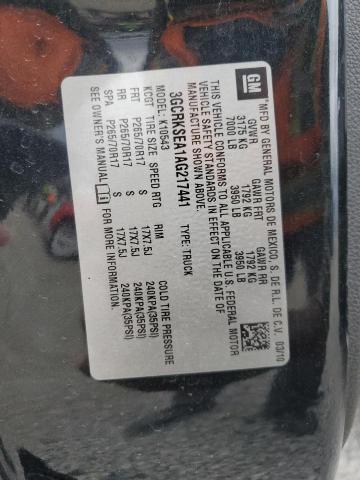 GM
MFD BY GENERAL MOTORS DE MEXICO, S. DE R.L. DE C.V. 03/10
GVWR GAWR FRT GAWR RR
3175 KG 1792 KG 1792 KG
7000 LB 3950 LB 3950 LB
THIS VEHICLE CONFORMS TO ALL APPLICABLE U.S. FEDERAL MOTOR
VEHICLE SAFETY STANDARDS IN EFFECT ON THE DATE OF
MANUFACTURE SHOWN ABOVE.
3GCRKSEA1AG217441 TYPE: TRUCK
MODEL: K10543
KCGT TIRE SIZE SPEED RTG RIM COLD TIRE PRESSURE
FRT P265/70R17 S 17X7.5J 240KPA(35PSI)
RR P265/70R17 S 17X7.5J 240KPA(35PSI)
SPA P265/70R17 S 17X7.5J 240KPA(35PSI)
SEE OWNER'S MANUAL i FOR MORE INFORMATION.